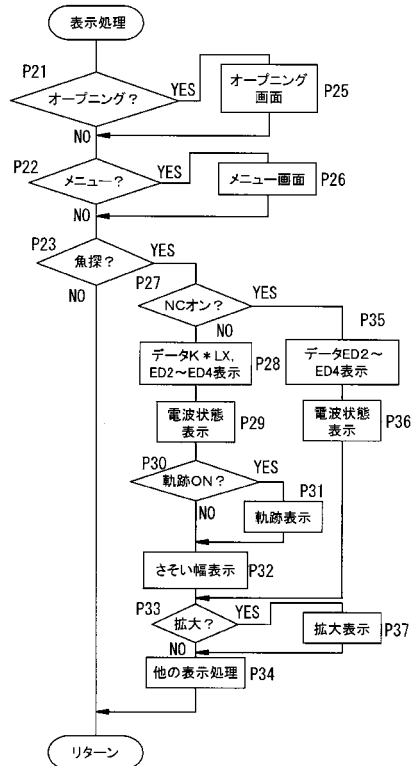 表示処理
P21
オープニング?
YES
オープニング
画面
P25
NO
P22
メニュー?
YES
メニュー画面
P26
NO
P23
魚探?
YES
NO
P27
NCオン?
YES
NO
P35
データK*LX,
ED2~ED4表示
P28
データED2~
ED4表示
電波状態
表示
P29
電波状態
表示
P36
P30
軌跡ON?
YES
P31
軌跡表示
NO
さそい幅表示
P32
P33
拡大?
YES
拡大表示
P37
NO
他の表示処理
P34
リターン